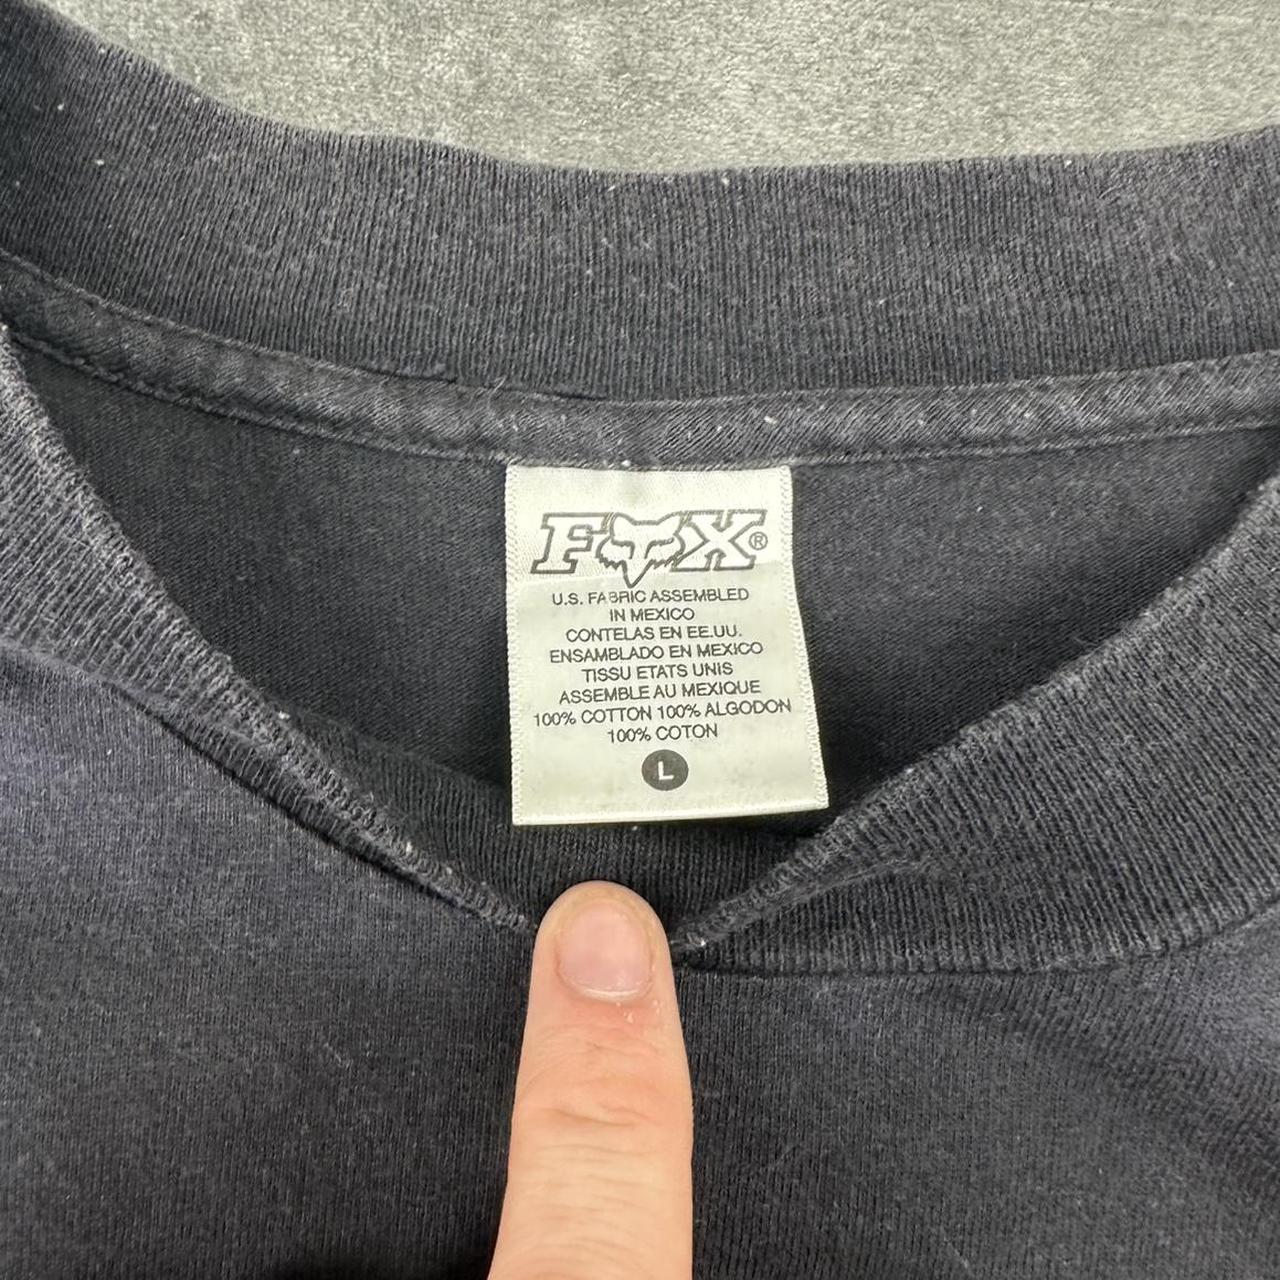 FOX®
U.S. FABRIC ASSEMBLED
IN MEXICO
CONTELAS EN EE.UU.
ENSAMBLADO EN MEXICO
TISSU ETATS UNIS
ASSEMBLE AU MEXIQUE
100% COTTON 100% ALGODON
100% COTON
L